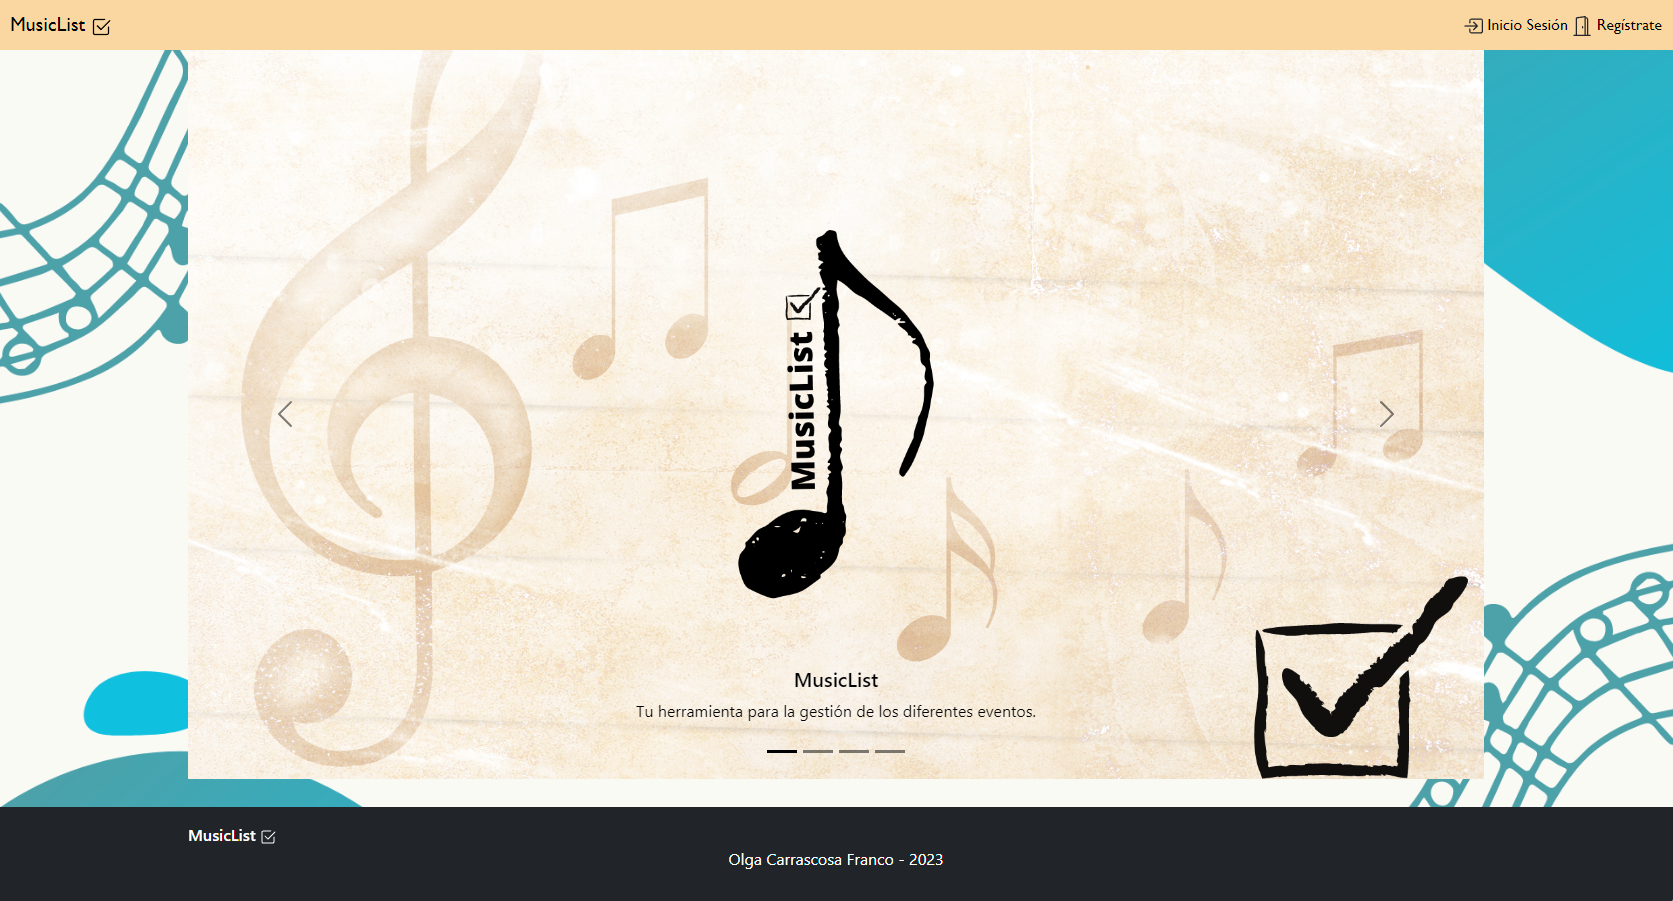 MusicList
Inicio Sesión Regístrate
MusicList
MusicList
Tu herramienta para la gestión de los diferentes eventos.
MusicList
Olga Carrascosa Franco - 2023